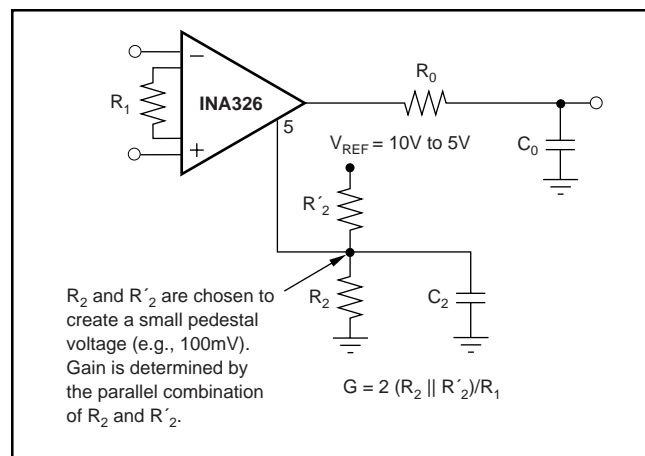 −
R1
INA326
+
5
R0
VREF = 10V to 5V
C0
R´2
R2
C2
R2 and R´2 are chosen to
create a small pedestal
voltage (e.g., 100mV).
Gain is determined by
the parallel combination
of R2 and R´2.
G = 2 (R2 || R´2)/R1